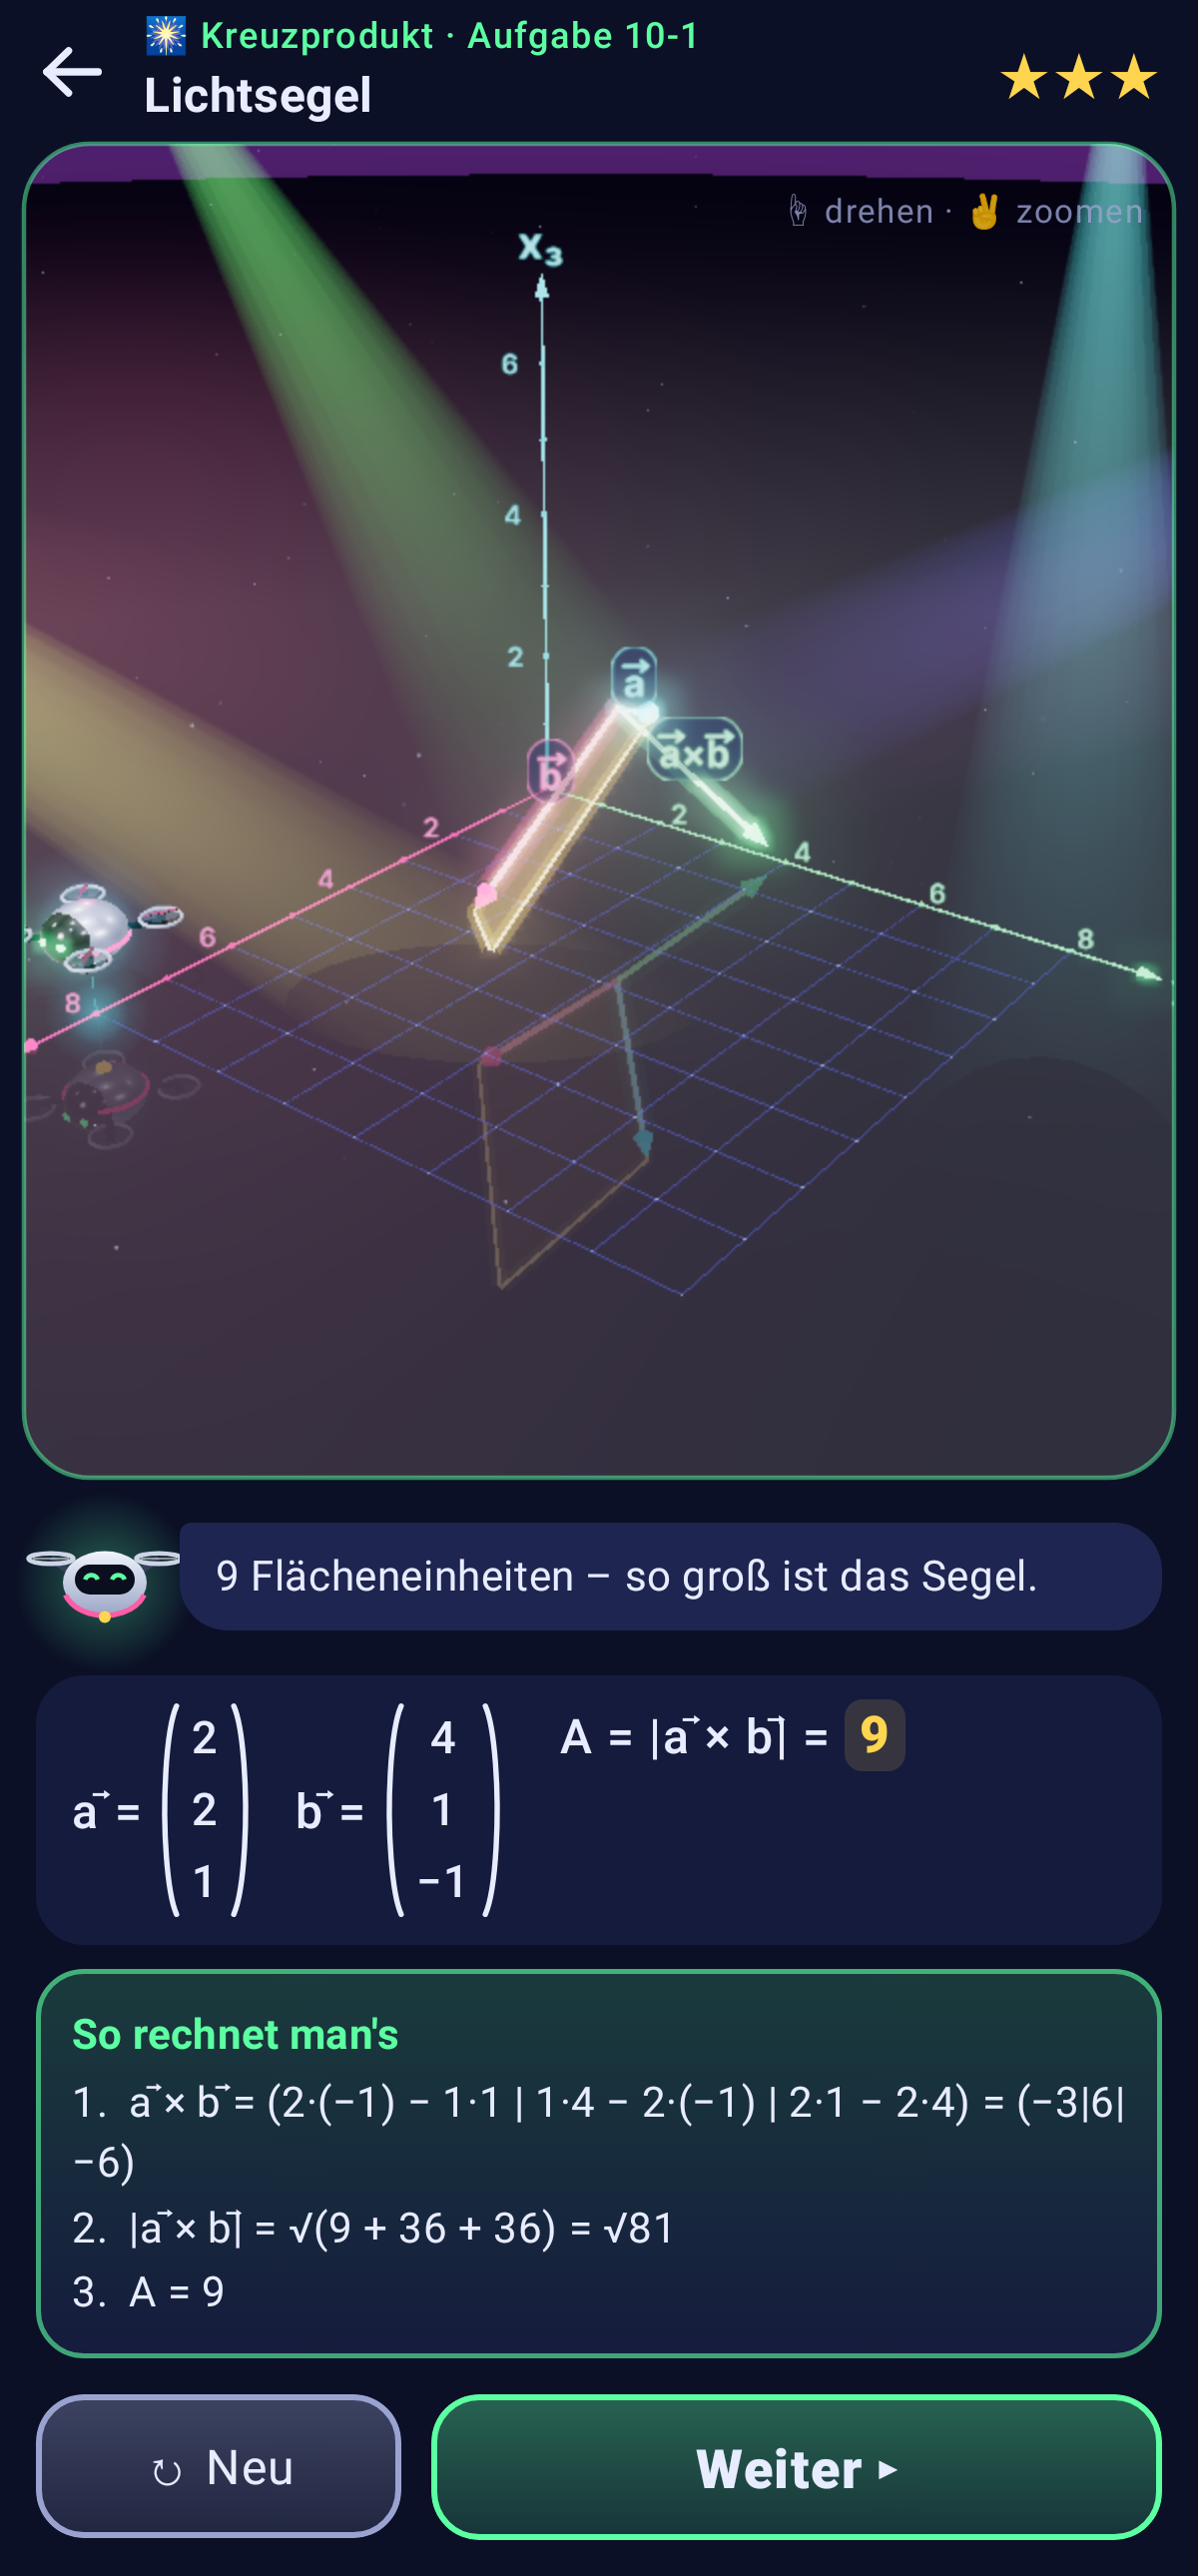 🎇 Kreuzprodukt · Aufgabe 10-1
Lichtsegel
★★★
☝ drehen · ✌ zoomen
x₃
6
4
2
a⃗
a⃗×b⃗
b⃗
2
2
4
4
6
6
8
8
9 Flächeneinheiten – so groß ist das Segel.
a⃗ = (2 2 1) b⃗ = (4 1 −1) A = |a⃗ × b⃗| = 9
So rechnet man's
1. a⃗ × b⃗ = (2·(−1) − 1·1 | 1·4 − 2·(−1) | 2·1 − 2·4) = (−3|6|
−6)
2. |a⃗ × b⃗| = √(9 + 36 + 36) = √81
3. A = 9
↻ Neu
Weiter ▸